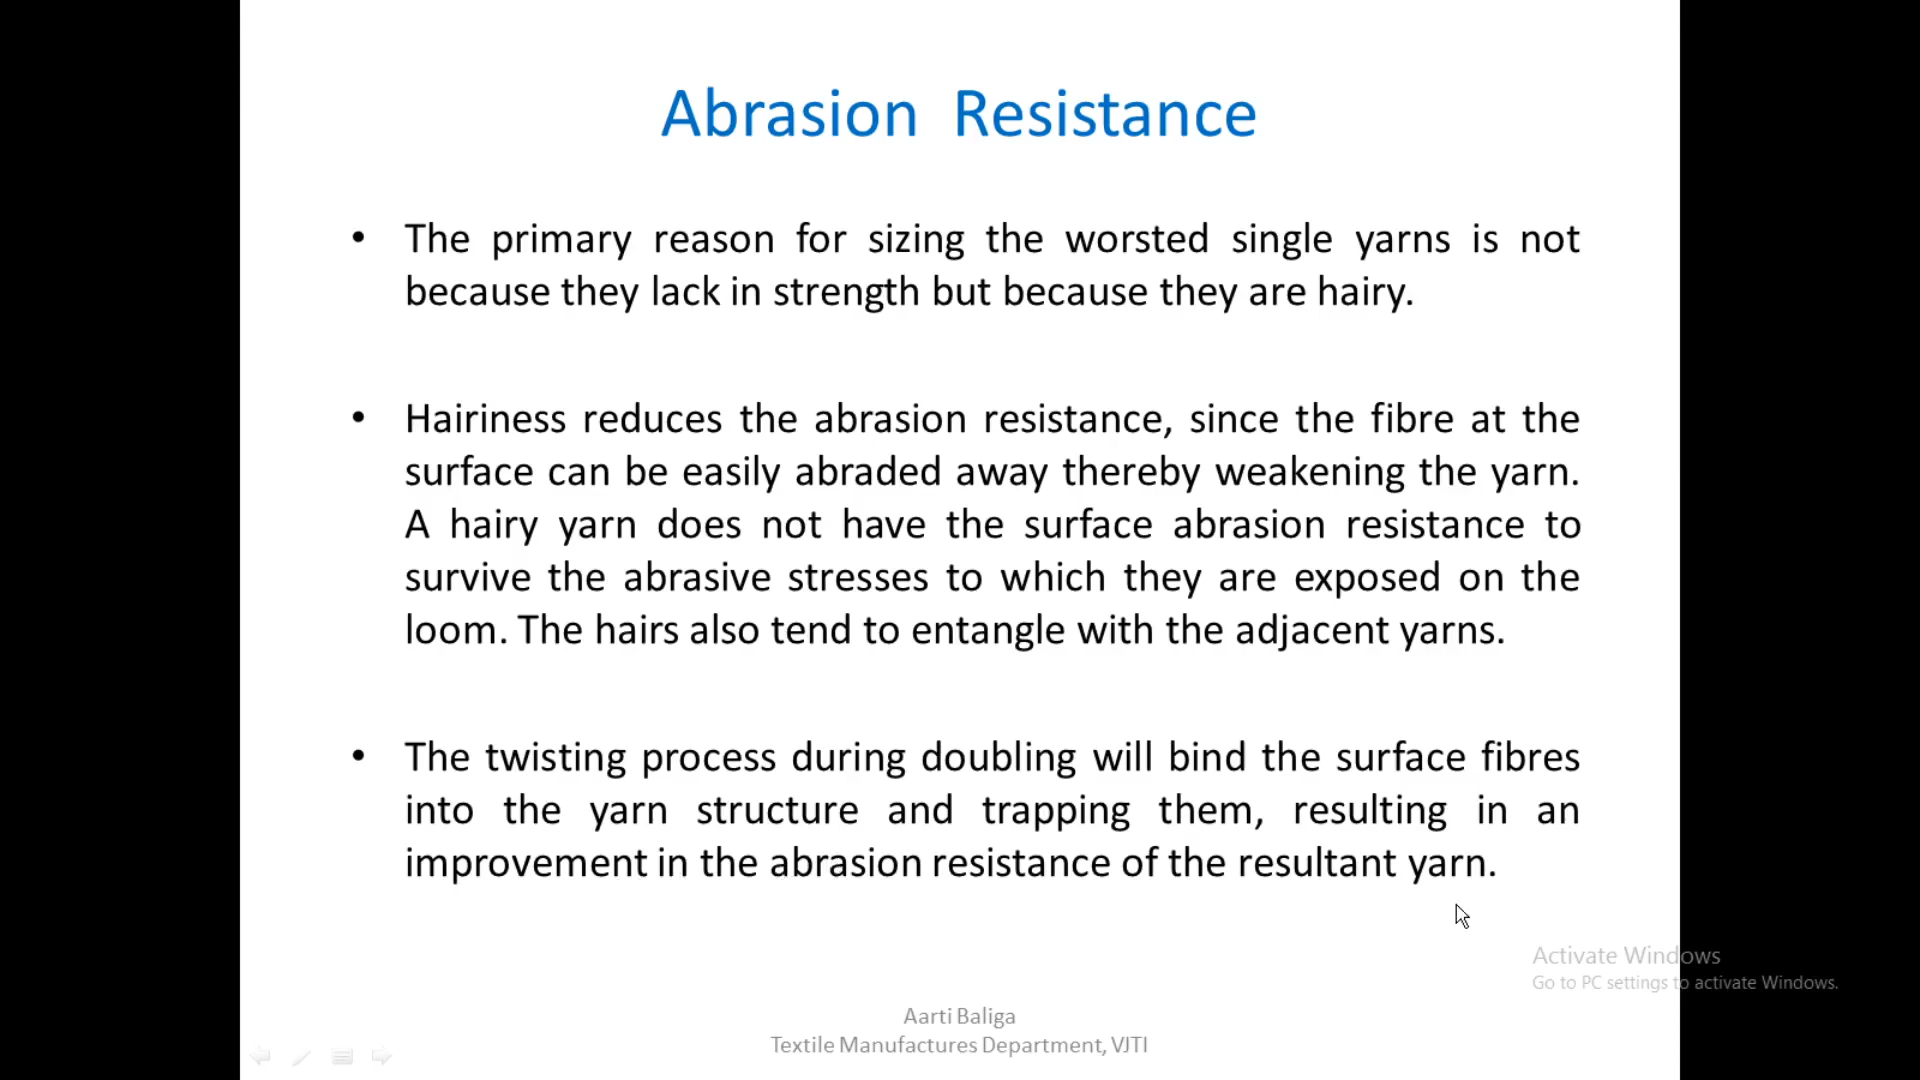 Abrasion Resistance
• The primary reason for sizing the worsted single yarns is not
because they lack in strength but because they are hairy.
• Hairiness reduces the abrasion resistance, since the fibre at the
surface can be easily abraded away thereby weakening the yarn.
A hairy yarn does not have the surface abrasion resistance to
survive the abrasive stresses to which they are exposed on the
loom. The hairs also tend to entangle with the adjacent yarns.
• The twisting process during doubling will bind the surface fibres
into the yarn structure and trapping them, resulting in an
improvement in the abrasion resistance of the resultant yarn.
Activate Windows
Go to PC settings to activate Windows.
Aarti Baliga
Textile Manufactures Department, VJTI